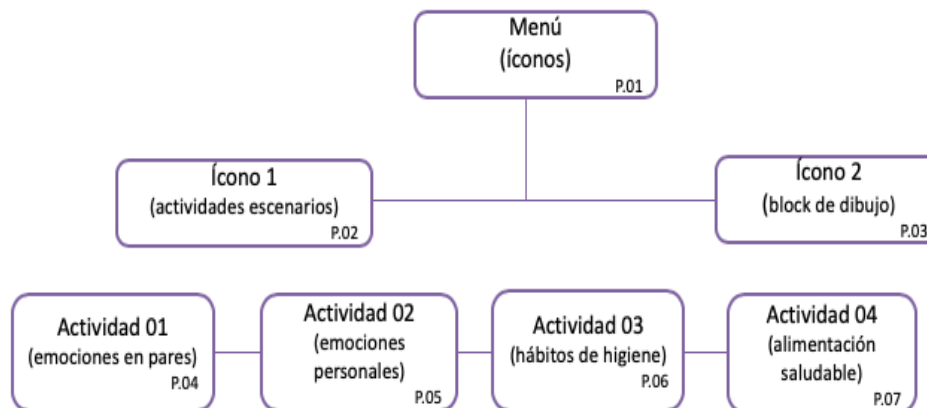 Menú
(íconos)
P.01
Ícono 1
(actividades escenarios)
P.02
Ícono 2
(block de dibujo)
P.03
Actividad 01
(emociones en pares)
P.04
Actividad 02
(emociones
personales)
P.05
Actividad 03
(hábitos de higiene)
P.06
Actividad 04
(alimentación
saludable)
P.07